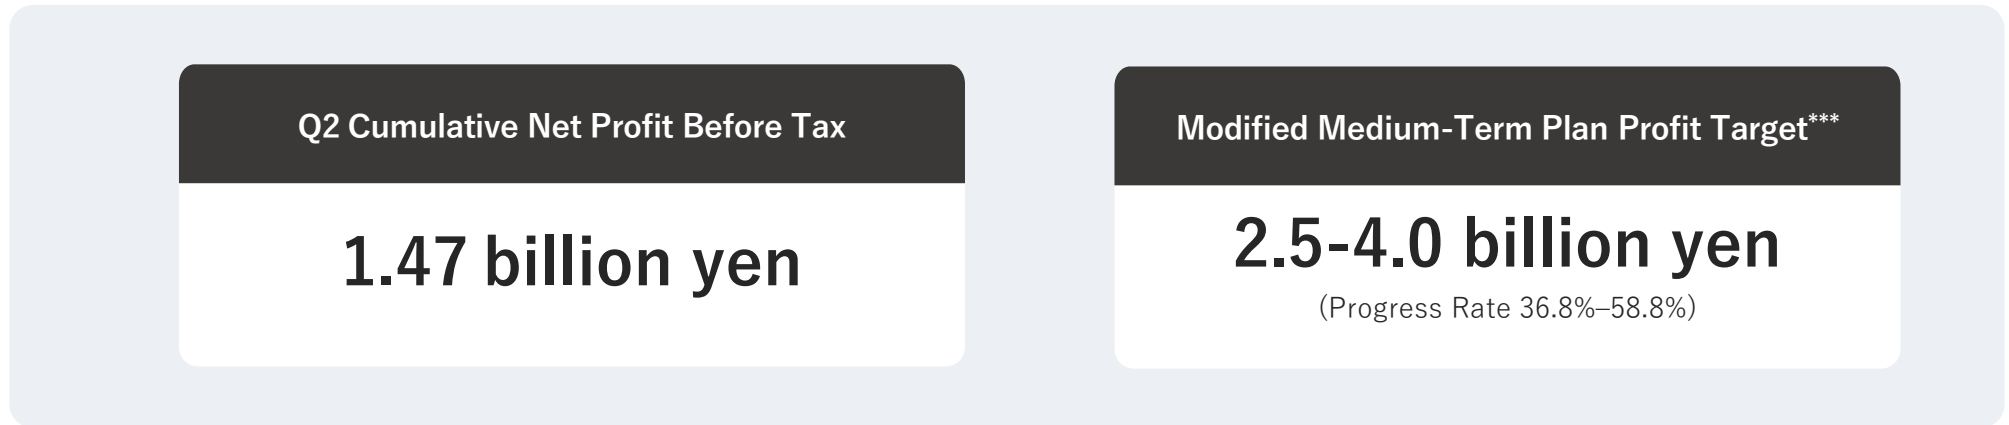 Q2 Cumulative Net Profit Before Tax
1.47 billion yen
Modified Medium-Term Plan Profit Target***
2.5-4.0 billion yen
(Progress Rate 36.8%–58.8%)